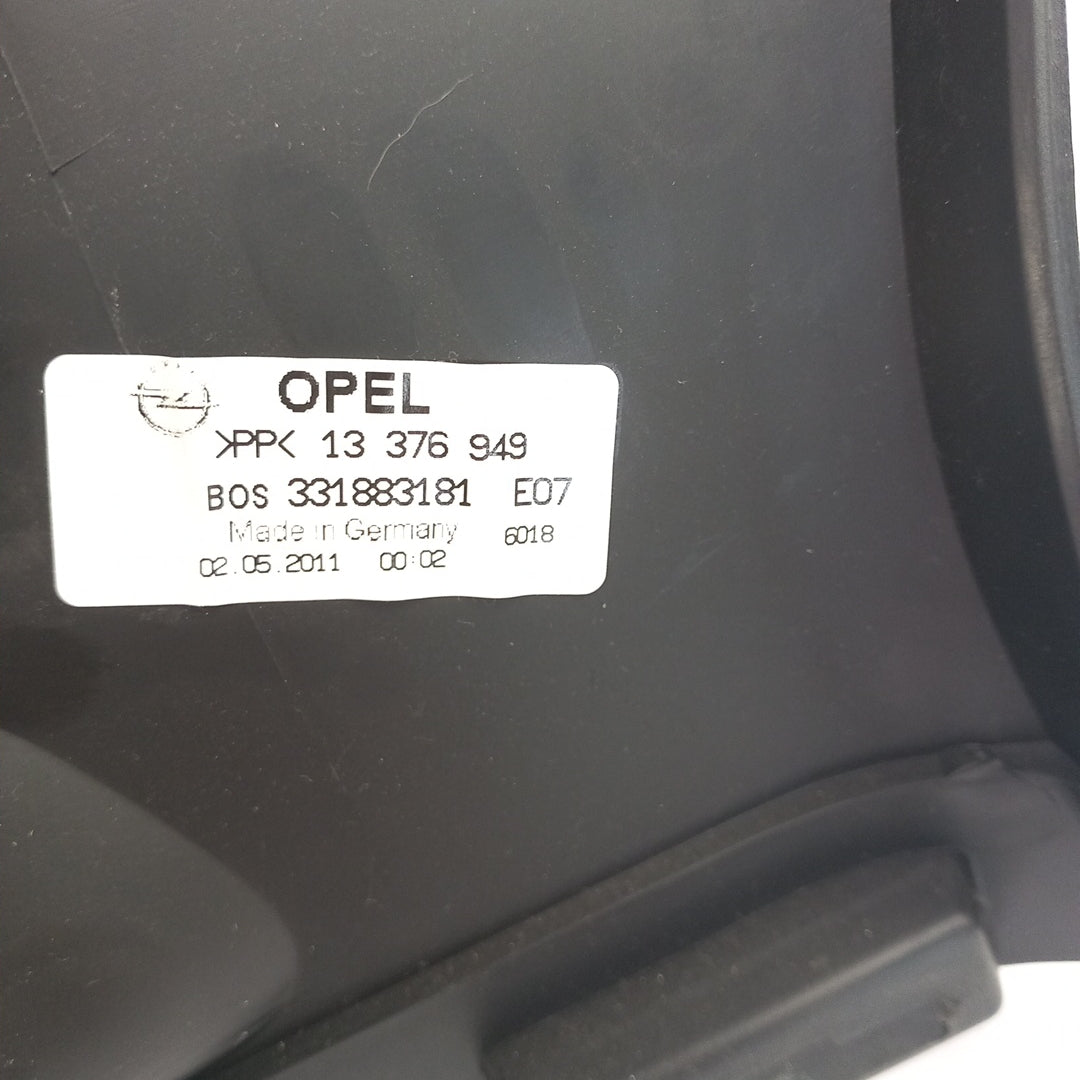 OPEL
>PP< 13 376 949
BOS 331883181 E07
Made in Germany 6018
02.05.2011 00:02